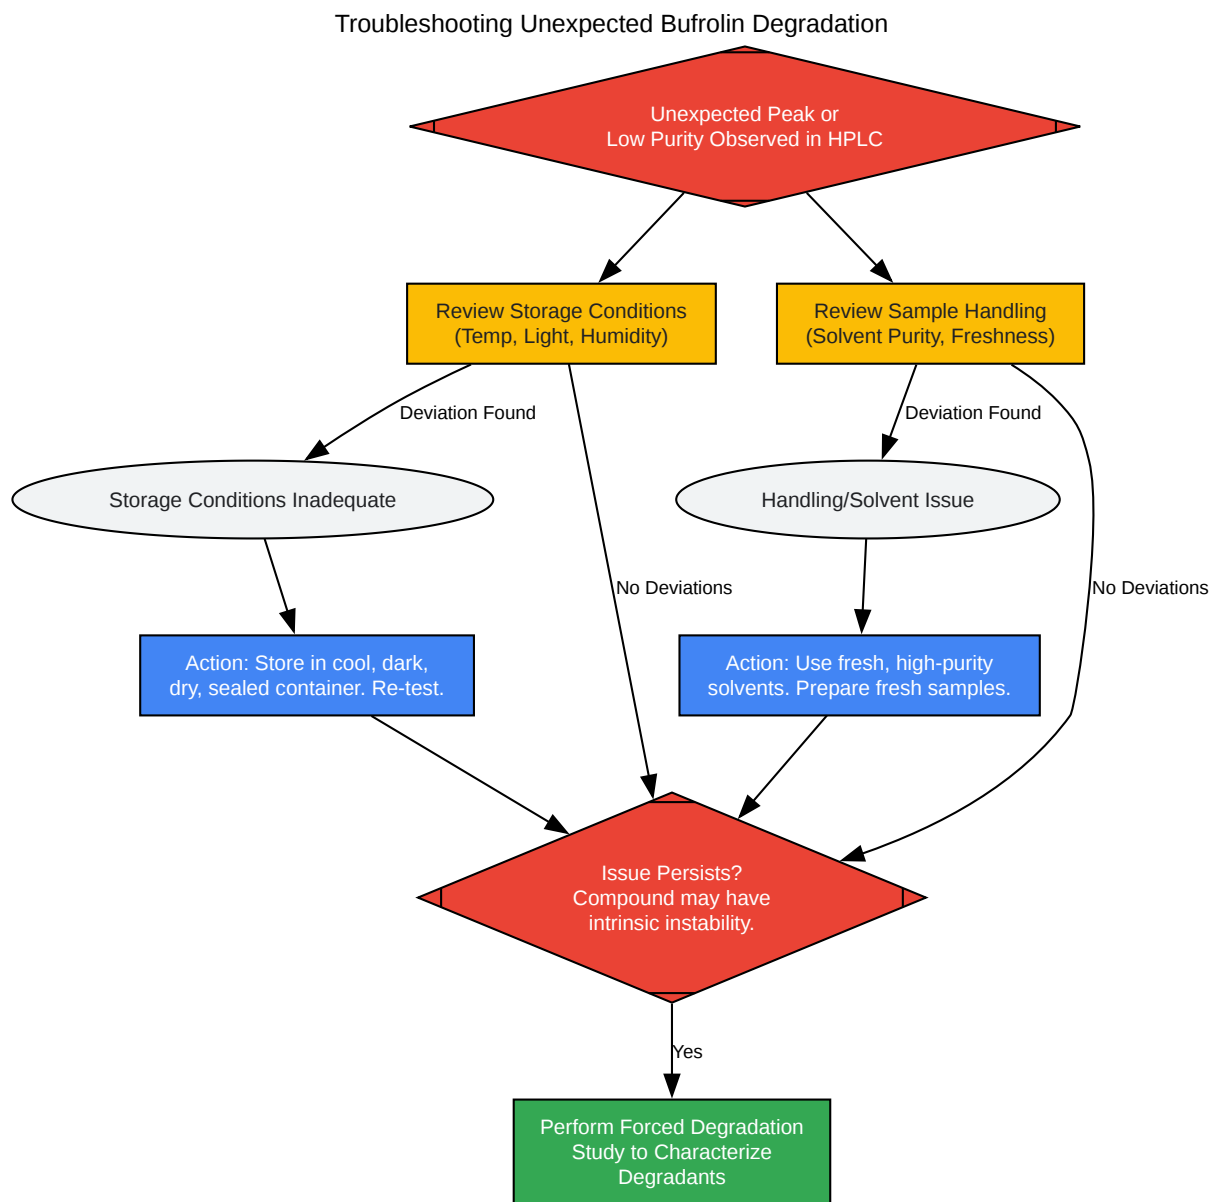 Troubleshooting Unexpected Bufrolin Degradation
Unexpected Peak or
Low Purity Observed in HPLC
Review Storage Conditions
(Temp, Light, Humidity)
Review Sample Handling
(Solvent Purity, Freshness)
Deviation Found
Deviation Found
Storage Conditions Inadequate
Handling/Solvent Issue
No Deviations
No Deviations
Action: Store in cool, dark,
dry, sealed container. Re-test.
Action: Use fresh, high-purity
solvents. Prepare fresh samples.
Issue Persists?
Compound may have
intrinsic instability.
Yes
Perform Forced Degradation
Study to Characterize
Degradants